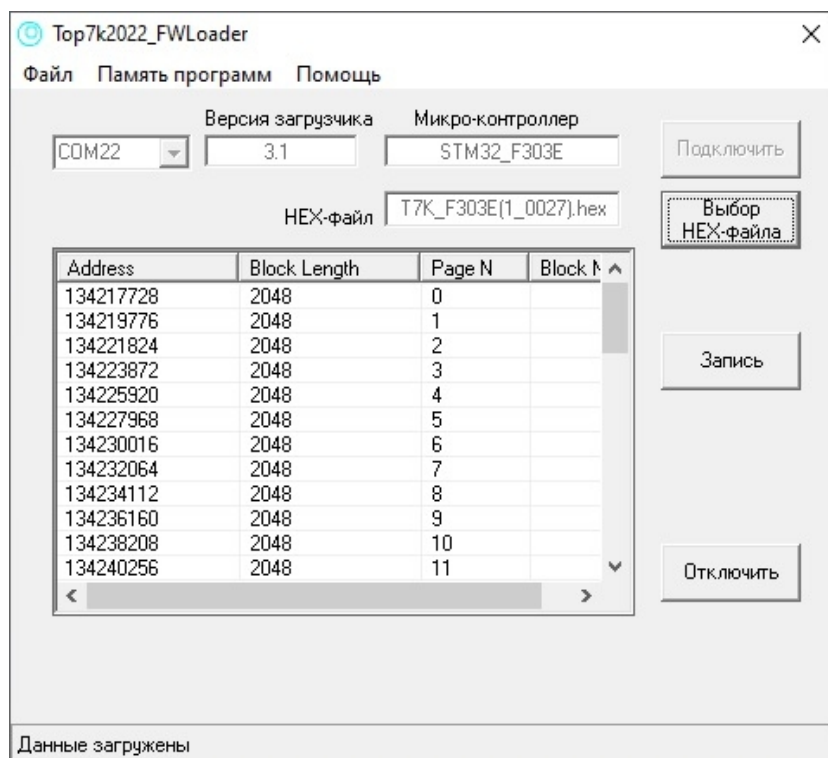 Top7k2022_FWLoader
Файл Память программ Помощь
Версия загрузчика Микро-контроллер
COM22 3.1 STM32_F303E Подключить
HEX-файл T7K_F303E(1_0027).hex Выбор
HEX-файла
Address Block Length Page N Block N
134217728 2048 0
134219776 2048 1
134221824 2048 2
134223872 2048 3
134225920 2048 4
134227968 2048 5
134230016 2048 6
134232064 2048 7
134234112 2048 8
134236160 2048 9
134238208 2048 10
134240256 2048 11
Запись
Отключить
Данные загружены